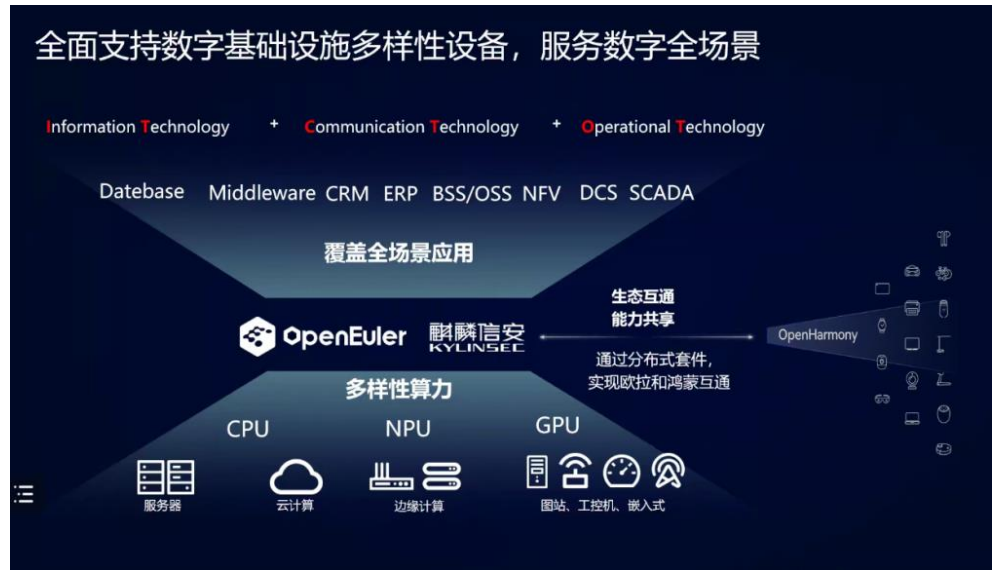 全面支持数字基础设施多样性设备，服务数字全场景
Information Technology + Communication Technology + Operational Technology
Datebase Middleware CRM ERP BSS/OSS NFV DCS SCADA
覆盖全场景应用
OpenEuler 麒麟信安
KYLINSEC
生态互通
能力共享
通过分布式套件，
实现欧拉和鸿蒙互通
OpenHarmony
多样性算力
CPU NPU GPU
服务器 云计算 边缘计算 图站、工控机、嵌入式